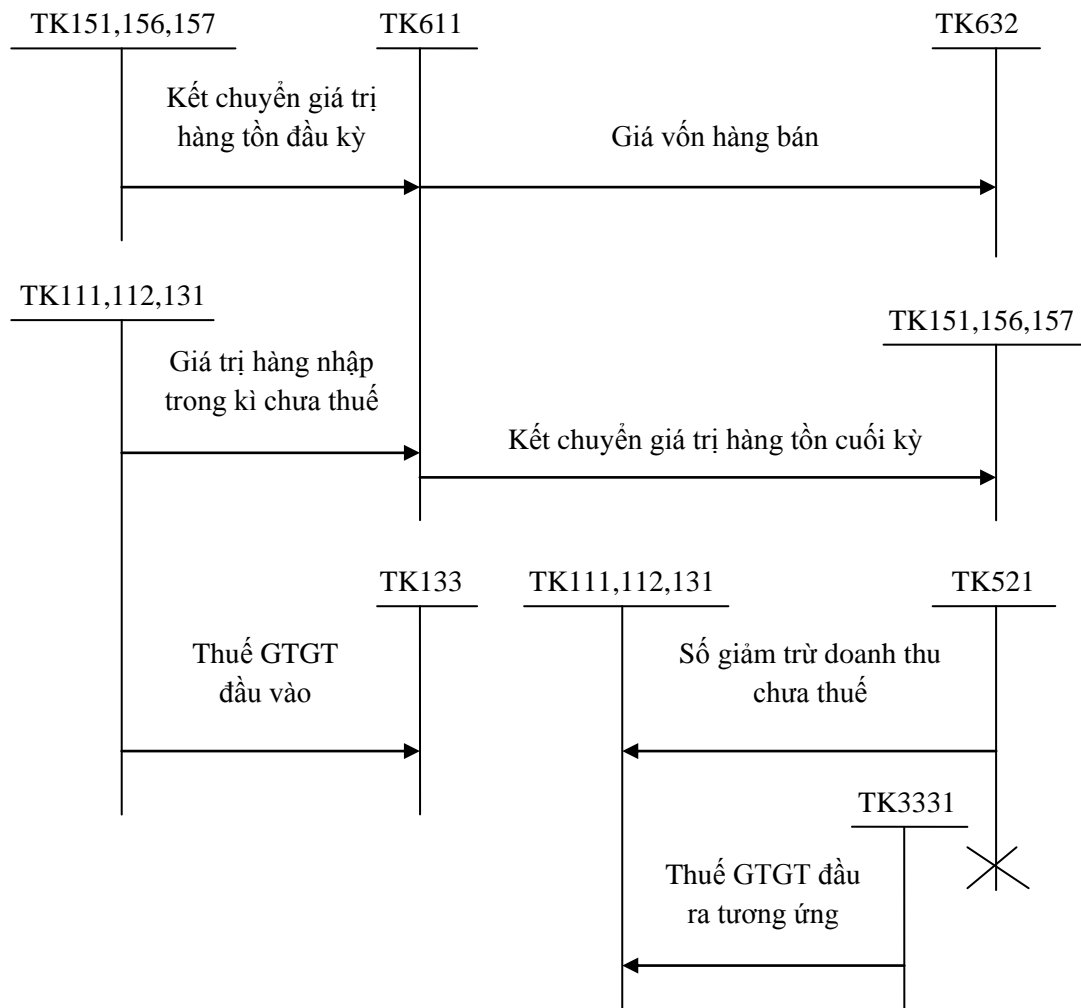 TK151,156,157
TK611
TK632
Kết chuyển giá trị
hàng tồn đầu kỳ
Giá vốn hàng bán
TK111,112,131
TK151,156,157
Giá trị hàng nhập
trong kì chưa thuế
Kết chuyển giá trị hàng tồn cuối kỳ
TK133
TK111,112,131
TK521
Thuế GTGT
đầu vào
Số giảm trừ doanh thu
chưa thuế
TK3331
Thuế GTGT đầu
ra tương ứng